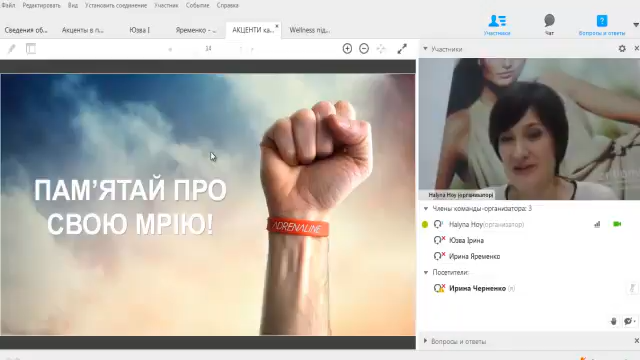 Файл Редактировать Вид Установить соединение Участник Событие Справка
Сведения об... Акценты в п... Юзва І Яременко - ... АКЦЕНТИ ка... Wellness під...
Участники Чат Вопросы и ответы
14
Участники
ПАМ'ЯТАЙ ПРО
СВОЮ МРІЮ!
ADRENALINE
Halyna Hoy (организатор)
Члены команды-организатора: 3
Halyna Hoy (организатор)
Юзва Ірина
Ирина Яременко
Посетители:
Ирина Черненко (я)
Вопросы и ответы